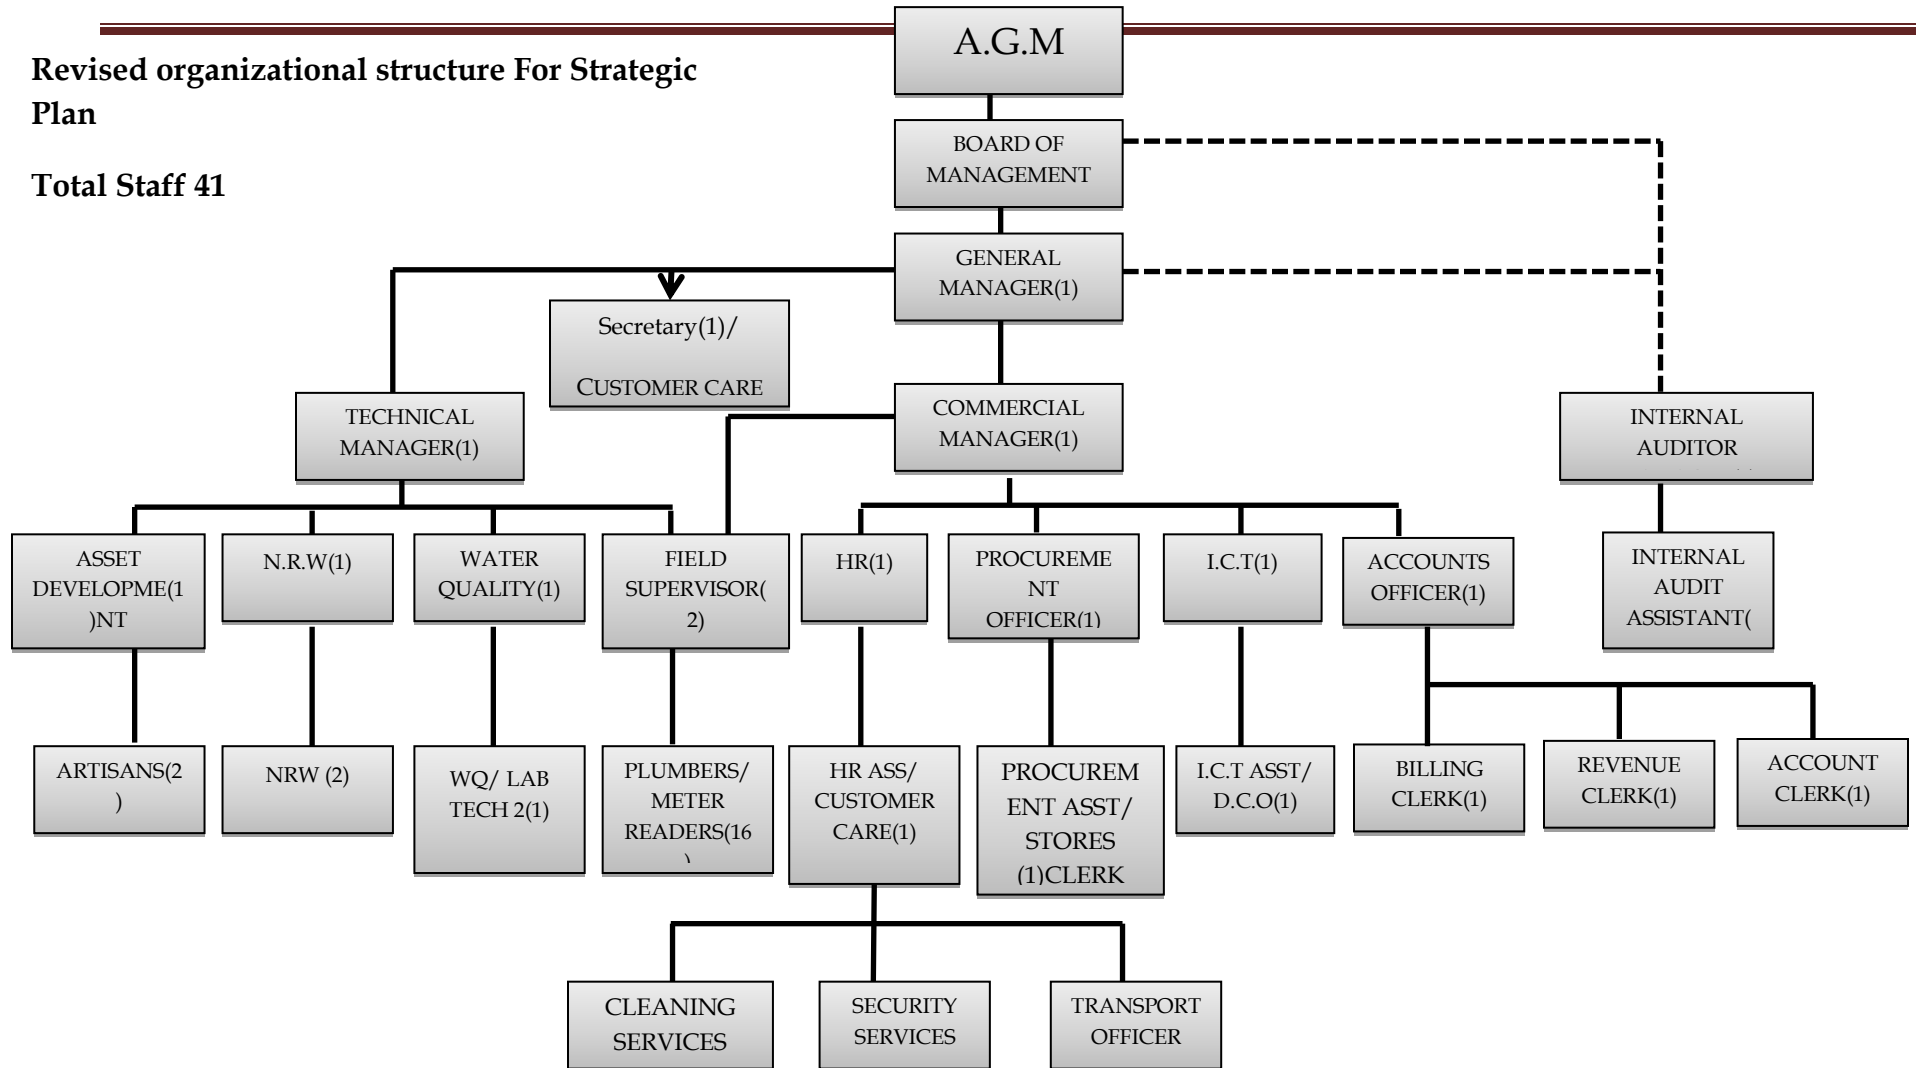 A.G.M
Revised organizational structure For Strategic
Plan
Total Staff 41
BOARD OF
MANAGEMENT
GENERAL
MANAGER(1)
Secretary(1)/
CUSTOMER CARE
TECHNICAL
MANAGER(1)
COMMERCIAL
MANAGER(1)
INTERNAL
AUDITOR
ASSET
DEVELOPME(1
)NT
N.R.W(1)
WATER
QUALITY(1)
FIELD
SUPERVISOR(
2)
HR(1)
PROCUREME
NT
OFFICER(1)
I.C.T(1)
ACCOUNTS
OFFICER(1)
INTERNAL
AUDIT
ASSISTANT(
ARTISANS(2
)
NRW (2)
WQ/ LAB
TECH 2(1)
PLUMBERS/
METER
READERS(16
)
HR ASS/
CUSTOMER
CARE(1)
PROCUREM
ENT ASST/
STORES
(1)CLERK
I.C.T ASST/
D.C.O(1)
BILLING
CLERK(1)
REVENUE
CLERK(1)
ACCOUNT
CLERK(1)
CLEANING
SERVICES
SECURITY
SERVICES
TRANSPORT
OFFICER